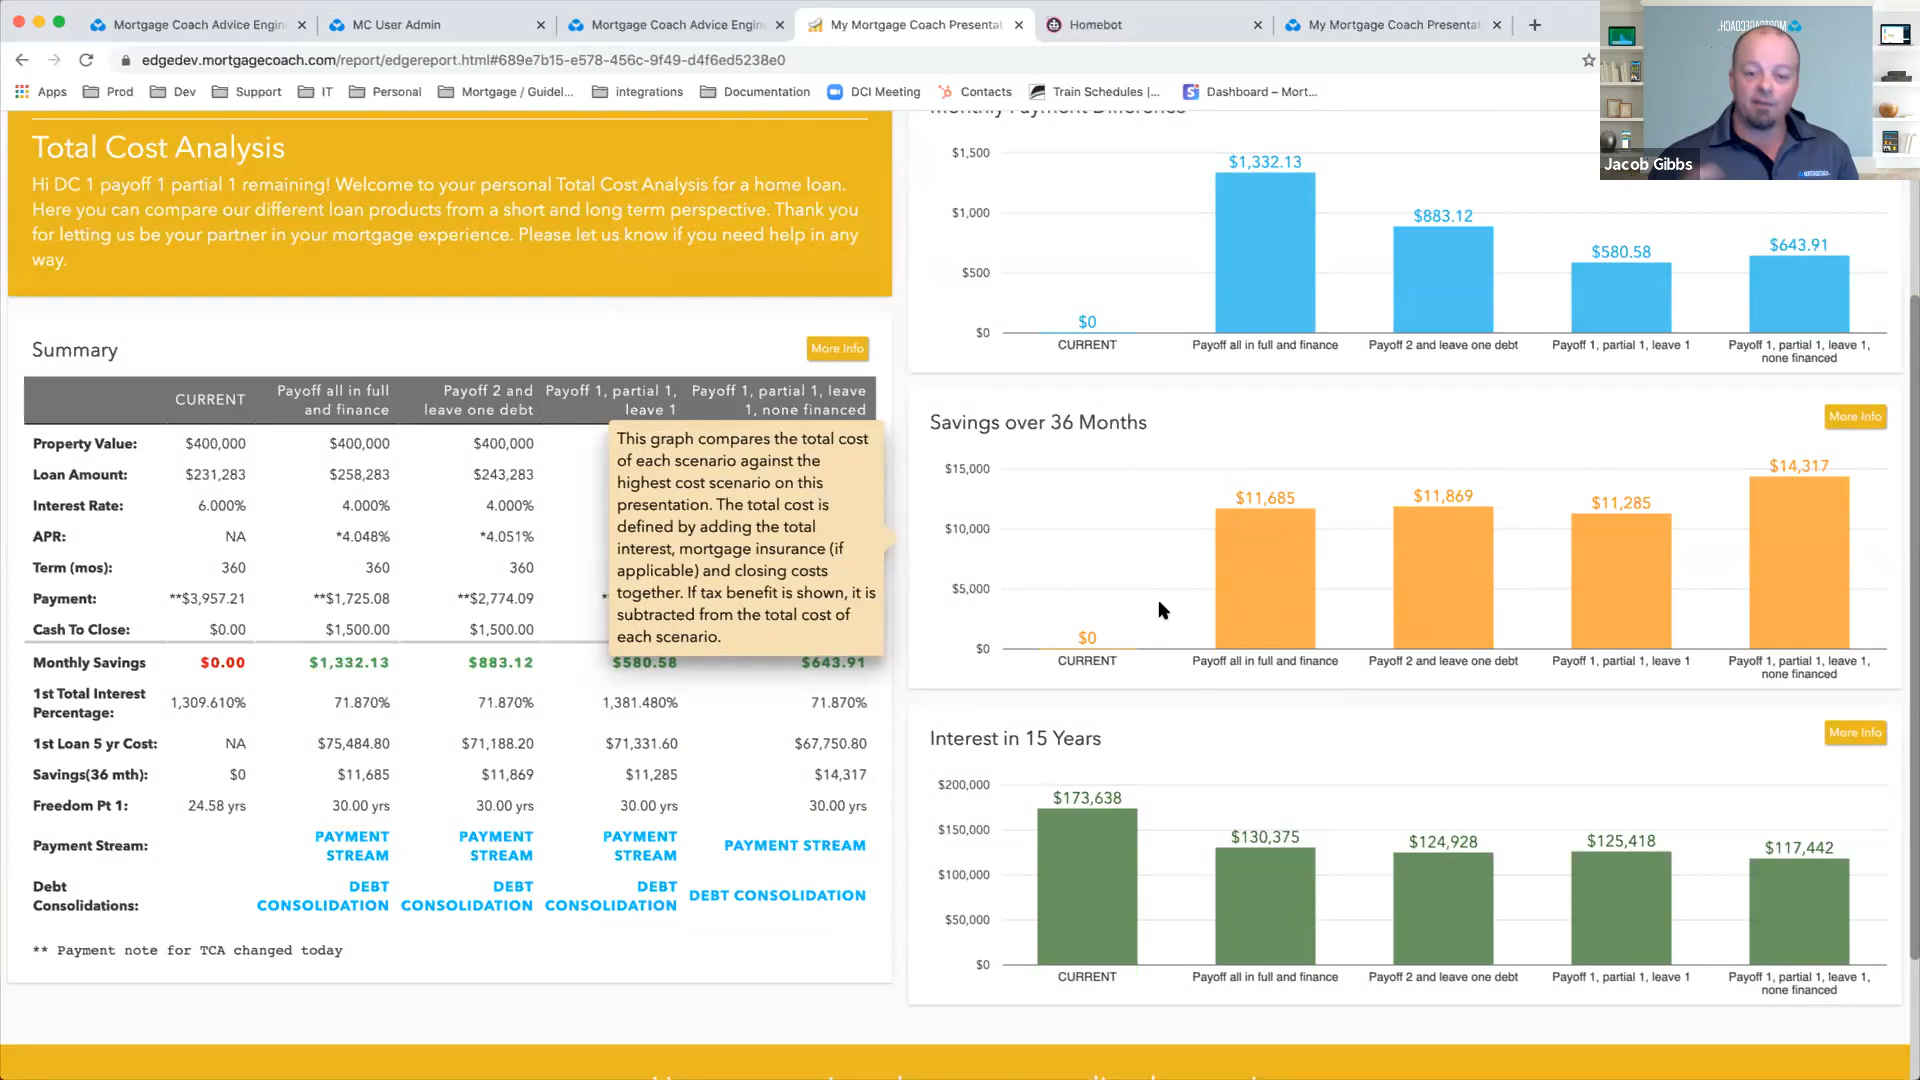 Mortgage Coach Advice Engin
MC User Admin
Mortgage Coach Advice Engin
My Mortgage Coach Presentat
Homebot
My Mortgage Coach Presentat
edgedev.mortgagecoach.com/report/edgereport.html#689e7b15-e578-456c-9f49-d4f6ed5238e0
Apps
Prod
Dev
Support
IT
Personal
Mortgage / Guidel...
integrations
Documentation
DCI Meeting
Contacts
Train Schedules |...
Dashboard – Mort...
Jacob Gibbs
Total Cost Analysis
Hi DC 1 payoff 1 partial 1 remaining! Welcome to your personal Total Cost Analysis for a home loan.
Here you can compare our different loan products from a short and long term perspective. Thank you
for letting us be your partner in your mortgage experience. Please let us know if you need help in any
way.
Summary
More Info
CURRENT
Payoff all in full and finance
Payoff 2 and leave one debt
Payoff 1, partial 1, leave 1
Payoff 1, partial 1, leave 1, none financed
Property Value: $400,000 $400,000 $400,000
Loan Amount: $231,283 $258,283 $243,283
Interest Rate: 6.000% 4.000% 4.000%
APR: NA *4.048% *4.051%
Term (mos): 360 360 360
Payment: **$3,957.21 **$1,725.08 **$2,774.09 **
Cash To Close: $0.00 $1,500.00 $1,500.00
Monthly Savings $0.00 $1,332.13 $883.12 $580.58 $643.91
1st Total Interest Percentage: 1,309.610% 71.870% 71.870% 1,381.480% 71.870%
1st Loan 5 yr Cost: NA $75,484.80 $71,188.20 $71,331.60 $67,750.80
Savings(36 mth): $0 $11,685 $11,869 $11,285 $14,317
Freedom Pt 1: 24.58 yrs 30.00 yrs 30.00 yrs 30.00 yrs 30.00 yrs
Payment Stream: PAYMENT STREAM PAYMENT STREAM PAYMENT STREAM PAYMENT STREAM
Debt Consolidations: DEBT CONSOLIDATION DEBT CONSOLIDATION DEBT CONSOLIDATION DEBT CONSOLIDATION
** Payment note for TCA changed today
This graph compares the total cost
of each scenario against the
highest cost scenario on this
presentation. The total cost is
defined by adding the total
interest, mortgage insurance (if
applicable) and closing costs
together. If tax benefit is shown, it is
subtracted from the total cost of
each scenario.
Monthly Payment Difference
$1,500
$1,000
$500
$0
$0
$1,332.13
$883.12
$580.58
$643.91
CURRENT
Payoff all in full and finance
Payoff 2 and leave one debt
Payoff 1, partial 1, leave 1
Payoff 1, partial 1, leave 1,
none financed
Savings over 36 Months
More Info
$15,000
$10,000
$5,000
$0
$0
$11,685
$11,869
$11,285
$14,317
CURRENT
Payoff all in full and finance
Payoff 2 and leave one debt
Payoff 1, partial 1, leave 1
Payoff 1, partial 1, leave 1,
none financed
Interest in 15 Years
More Info
$200,000
$150,000
$100,000
$50,000
$0
$173,638
$130,375
$124,928
$125,418
$117,442
CURRENT
Payoff all in full and finance
Payoff 2 and leave one debt
Payoff 1, partial 1, leave 1
Payoff 1, partial 1, leave 1,
none financed